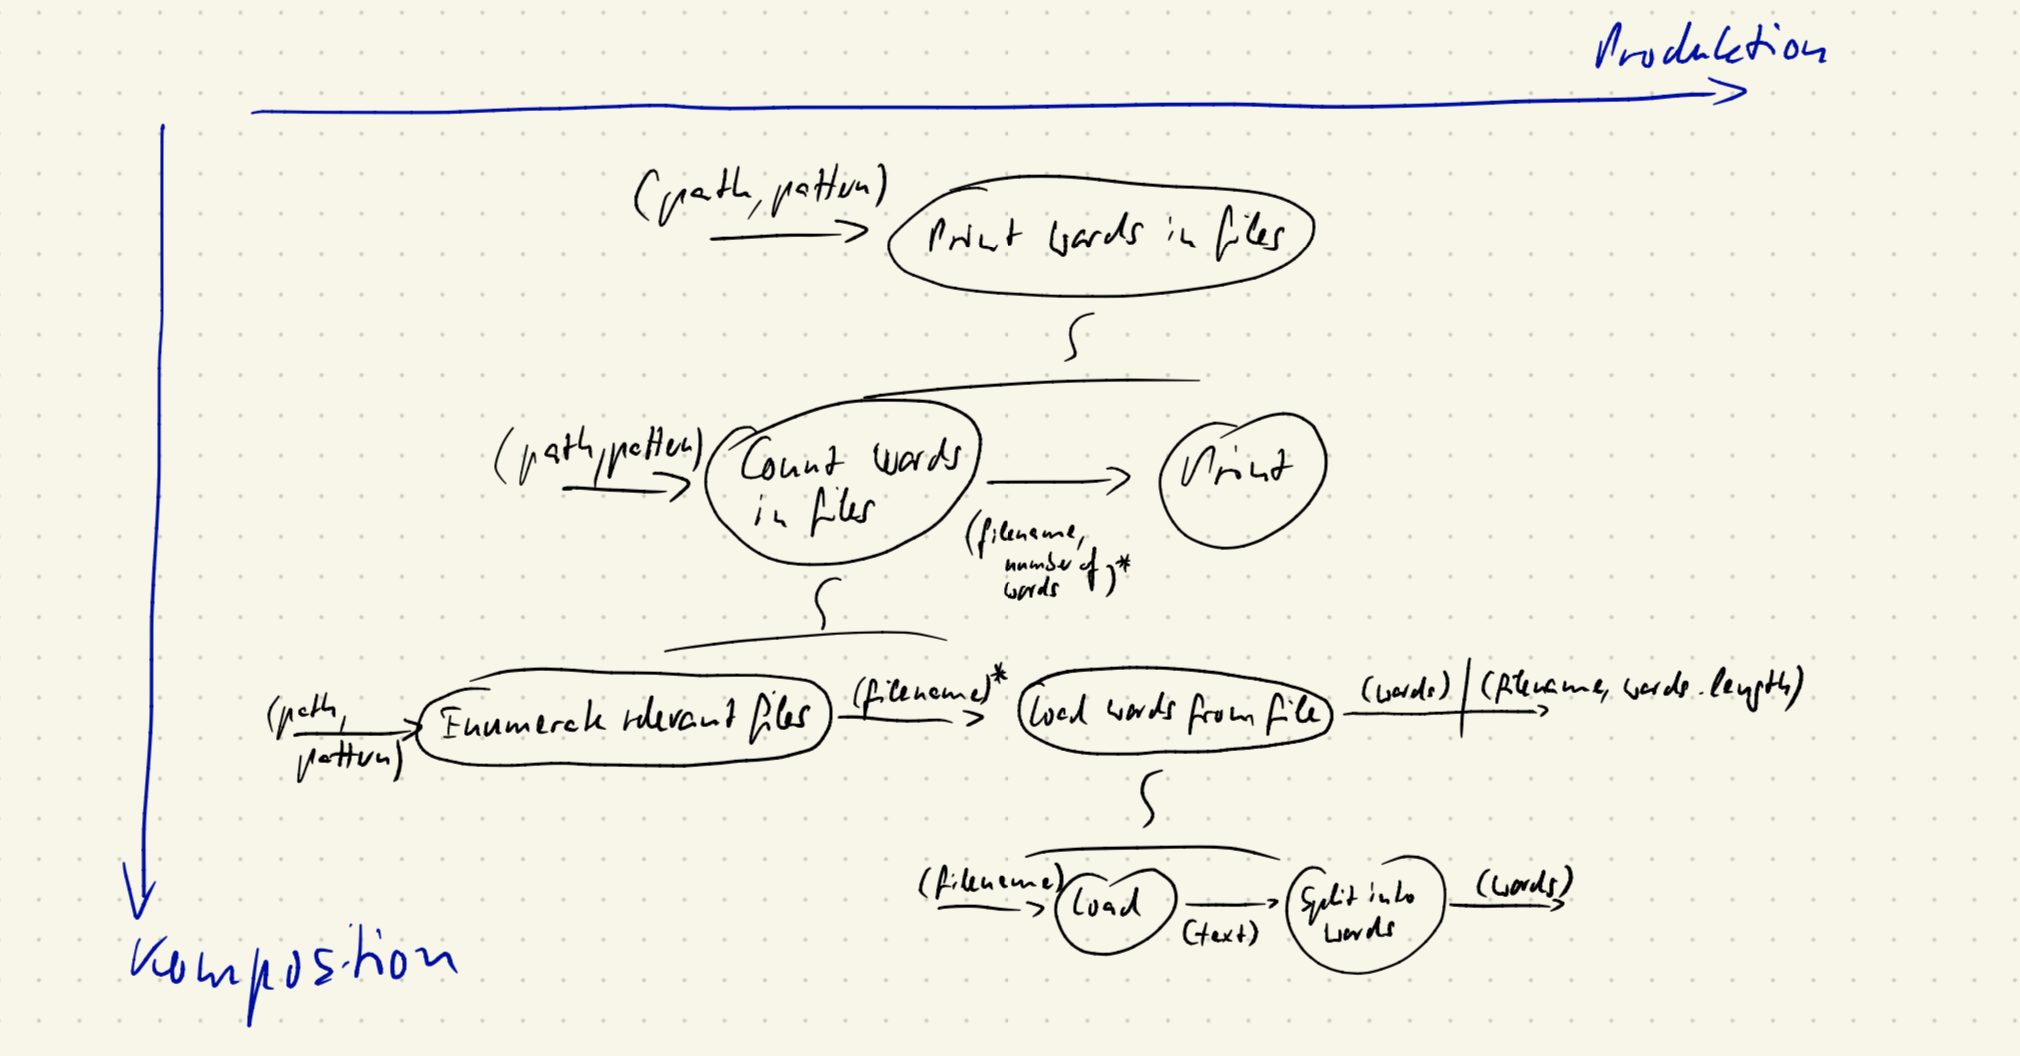 Produktion
(path, pattern)
Print words in files
(path, pattern)
Count words
in files
Print
(filename,
number of
words )*
(path,
pattern)
Enumerate relevant files
(filename)*
Load words from file
(words) | (filename, words.length)
(filename)
Load
(text)
Split into
words
(words)
Komposition